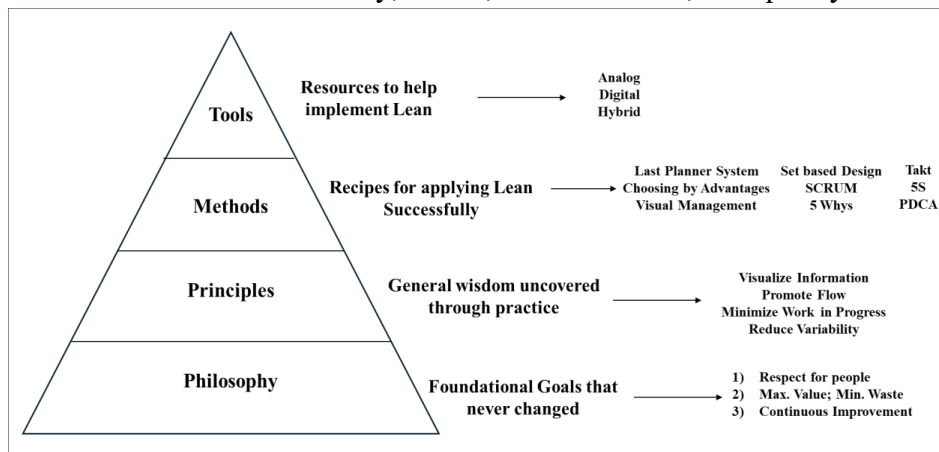 Tools
Resources to help
implement Lean
Analog
Digital
Hybrid
Methods
Recipes for applying Lean
Successfully
Last Planner System
Choosing by Advantages
Visual Management
Set based Design
SCRUM
5 Whys
Takt
5S
PDCA
Principles
General wisdom uncovered
through practice
Visualize Information
Promote Flow
Minimize Work in Progress
Reduce Variability
Philosophy
Foundational Goals that
never changed
1) Respect for people
2) Max. Value; Min. Waste
3) Continuous Improvement